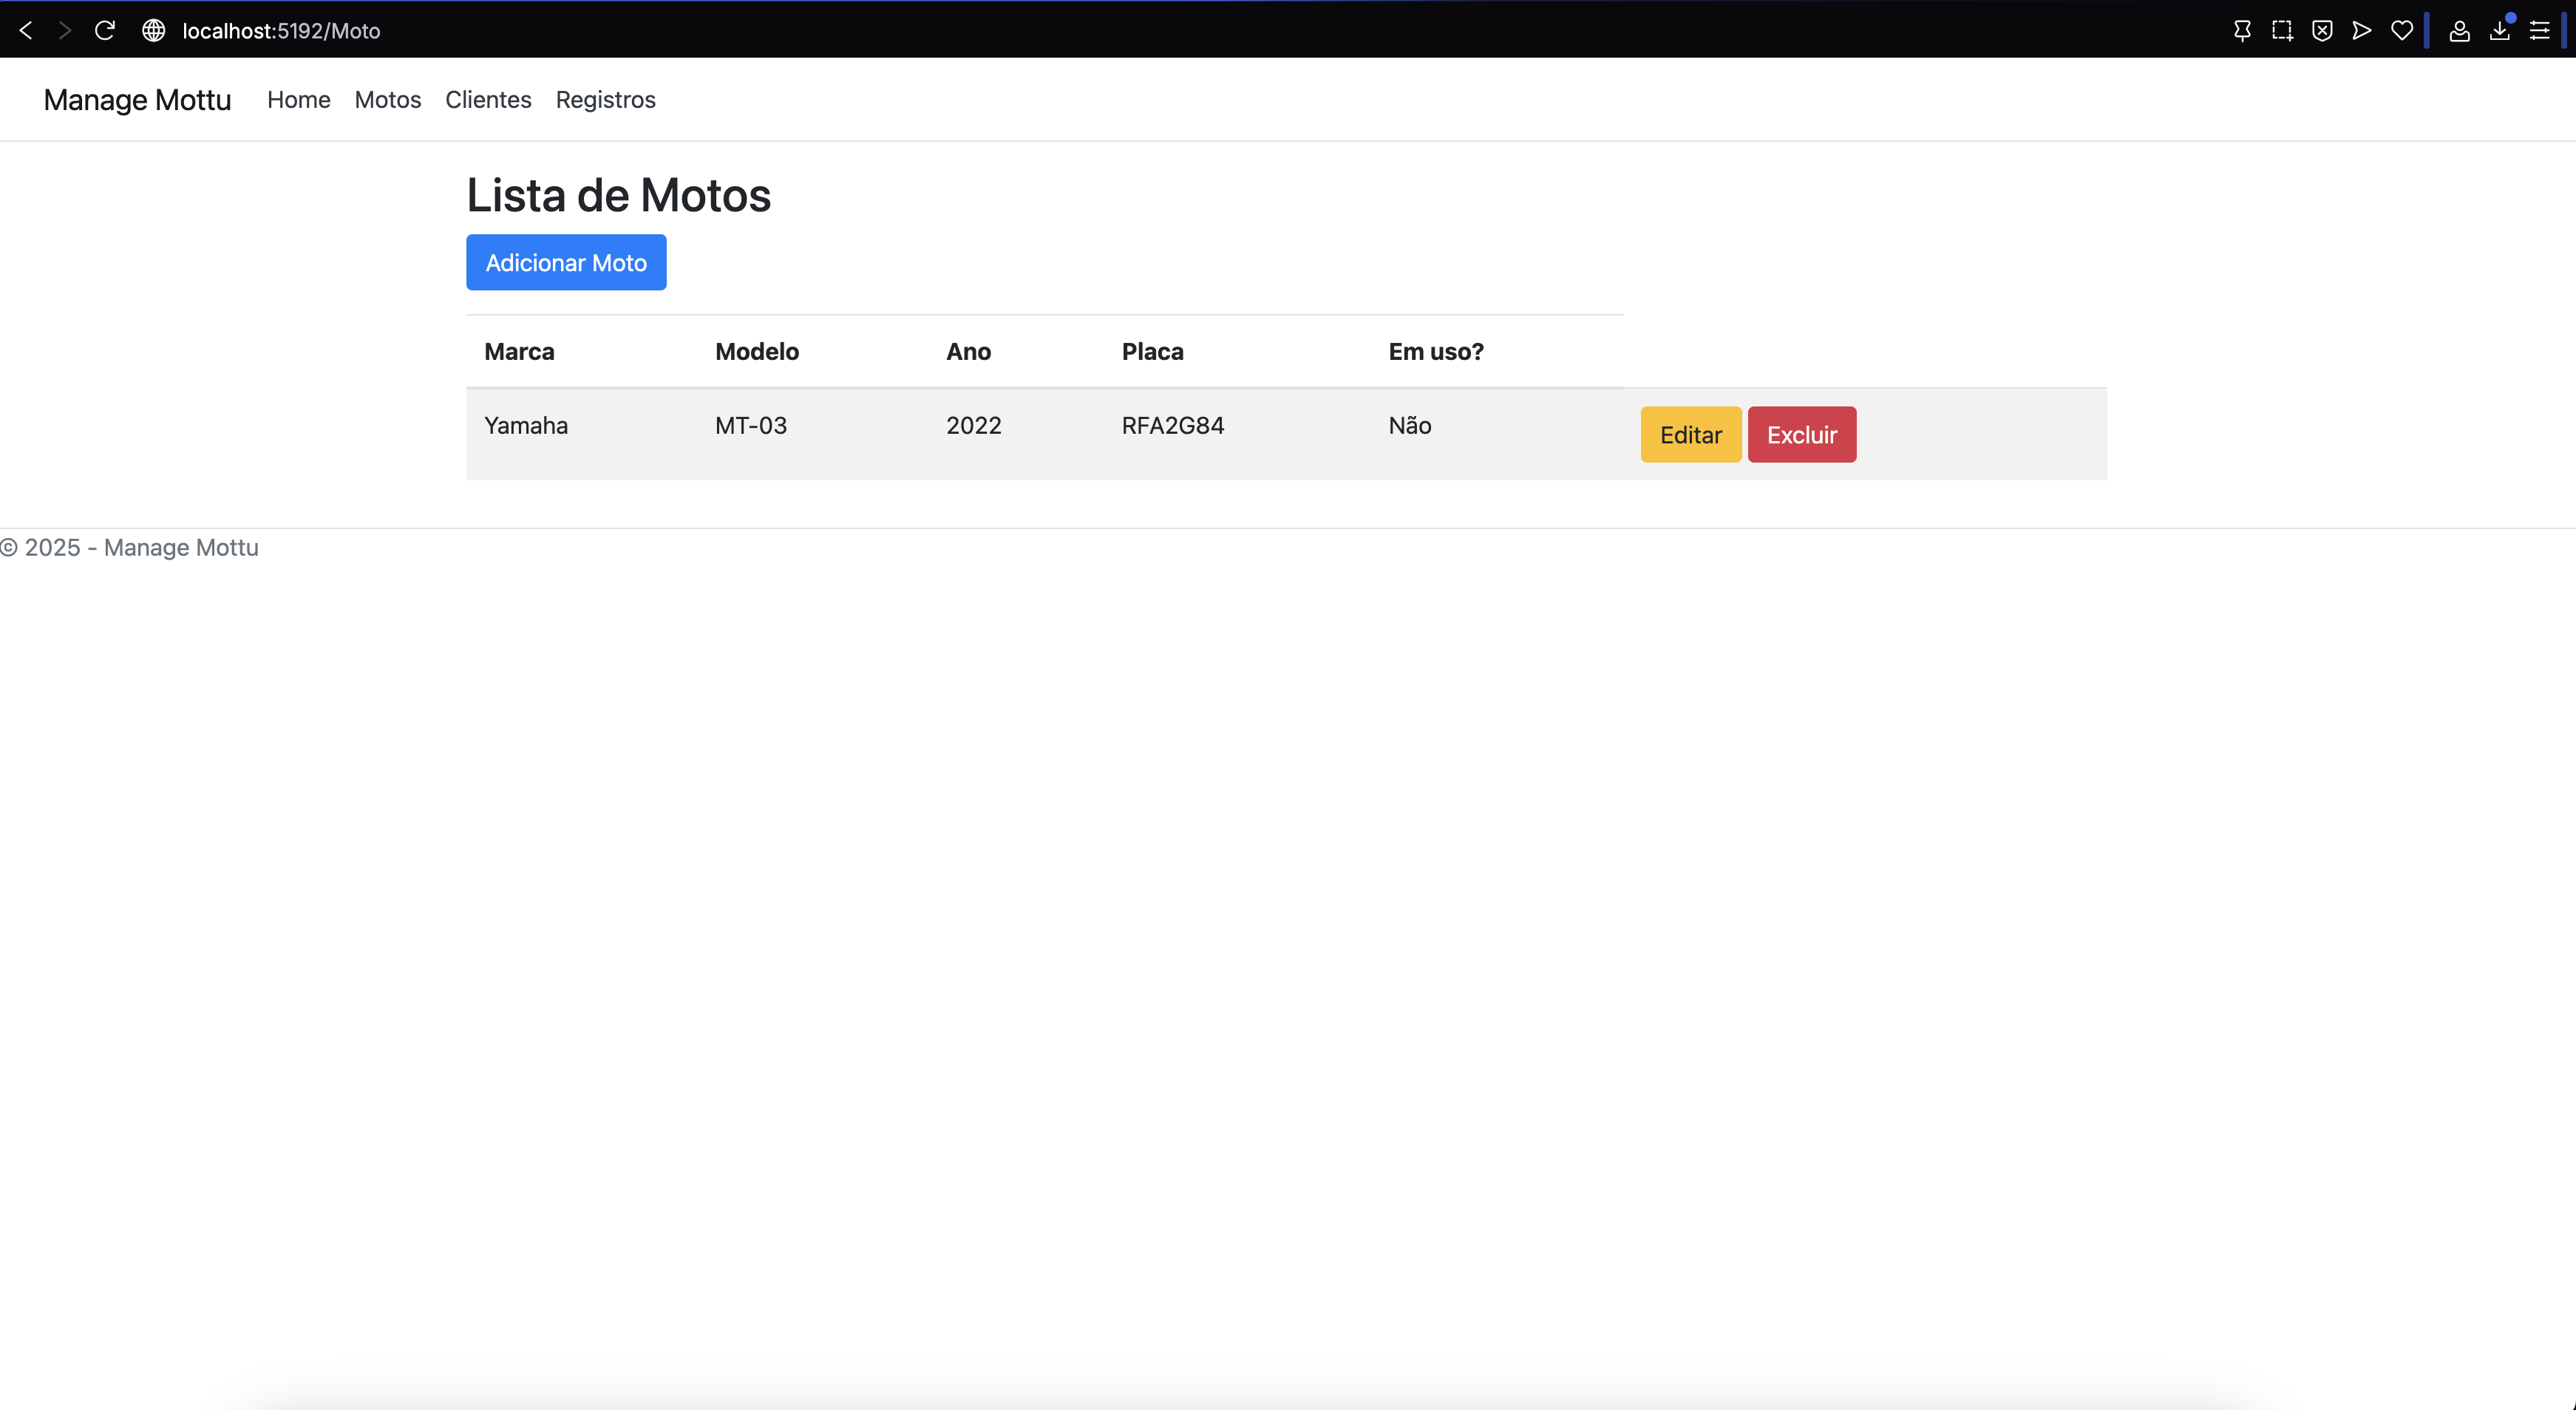 localhost:5192/Moto
Manage Mottu Home Motos Clientes Registros
Lista de Motos
Adicionar Moto
Marca Modelo Ano Placa Em uso?
Yamaha MT-03 2022 RFA2G84 Não Editar Excluir
© 2025 - Manage Mottu